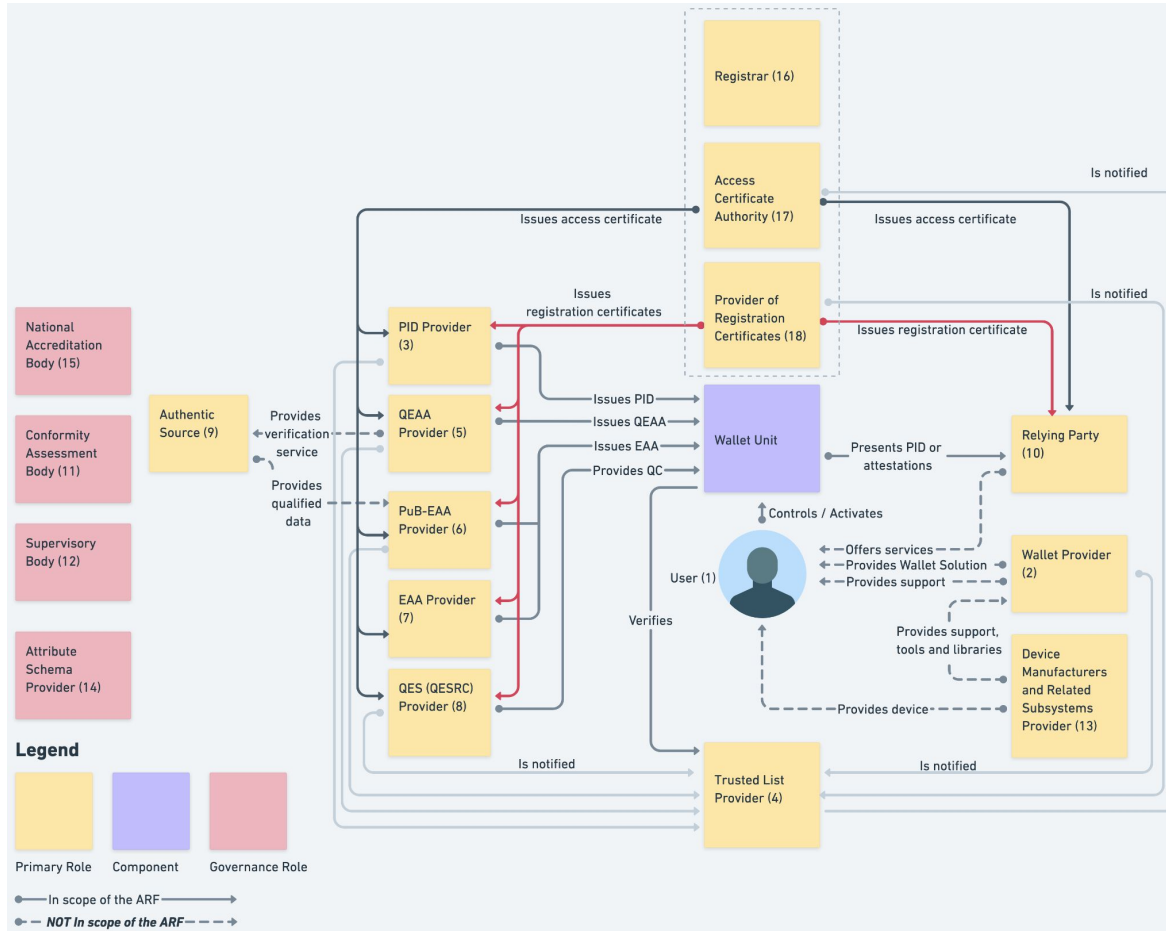 Registrar (16)
Access
Certificate
Authority (17)
Is notified
Issues access certificate
Issues access certificate
Provider of
Registration
Certificates (18)
Issues
registration certificates
Is notified
Issues registration certificate
National
Accreditation
Body (15)
PID Provider
(3)
Authentic
Source (9)
Provides
verification
service
QEAA
Provider (5)
Issues PID
Issues QEAA
Issues EAA
Provides QC
Wallet Unit
Presents PID or
attestations
Relying Party
(10)
Conformity
Assessment
Body (11)
Provides
qualified
data
PuB-EAA
Provider (6)
Controls / Activates
Supervisory
Body (12)
User (1)
Offers services
Provides Wallet Solution
Provides support
Wallet Provider
(2)
EAA Provider
(7)
Verifies
Provides support,
tools and libraries
Attribute
Schema
Provider (14)
QES (QESRC)
Provider (8)
Provides device
Device
Manufacturers
and Related
Subsystems
Provider (13)
Is notified
Trusted List
Provider (4)
Is notified
Legend
Primary Role
Component
Governance Role
In scope of the ARF
NOT In scope of the ARF